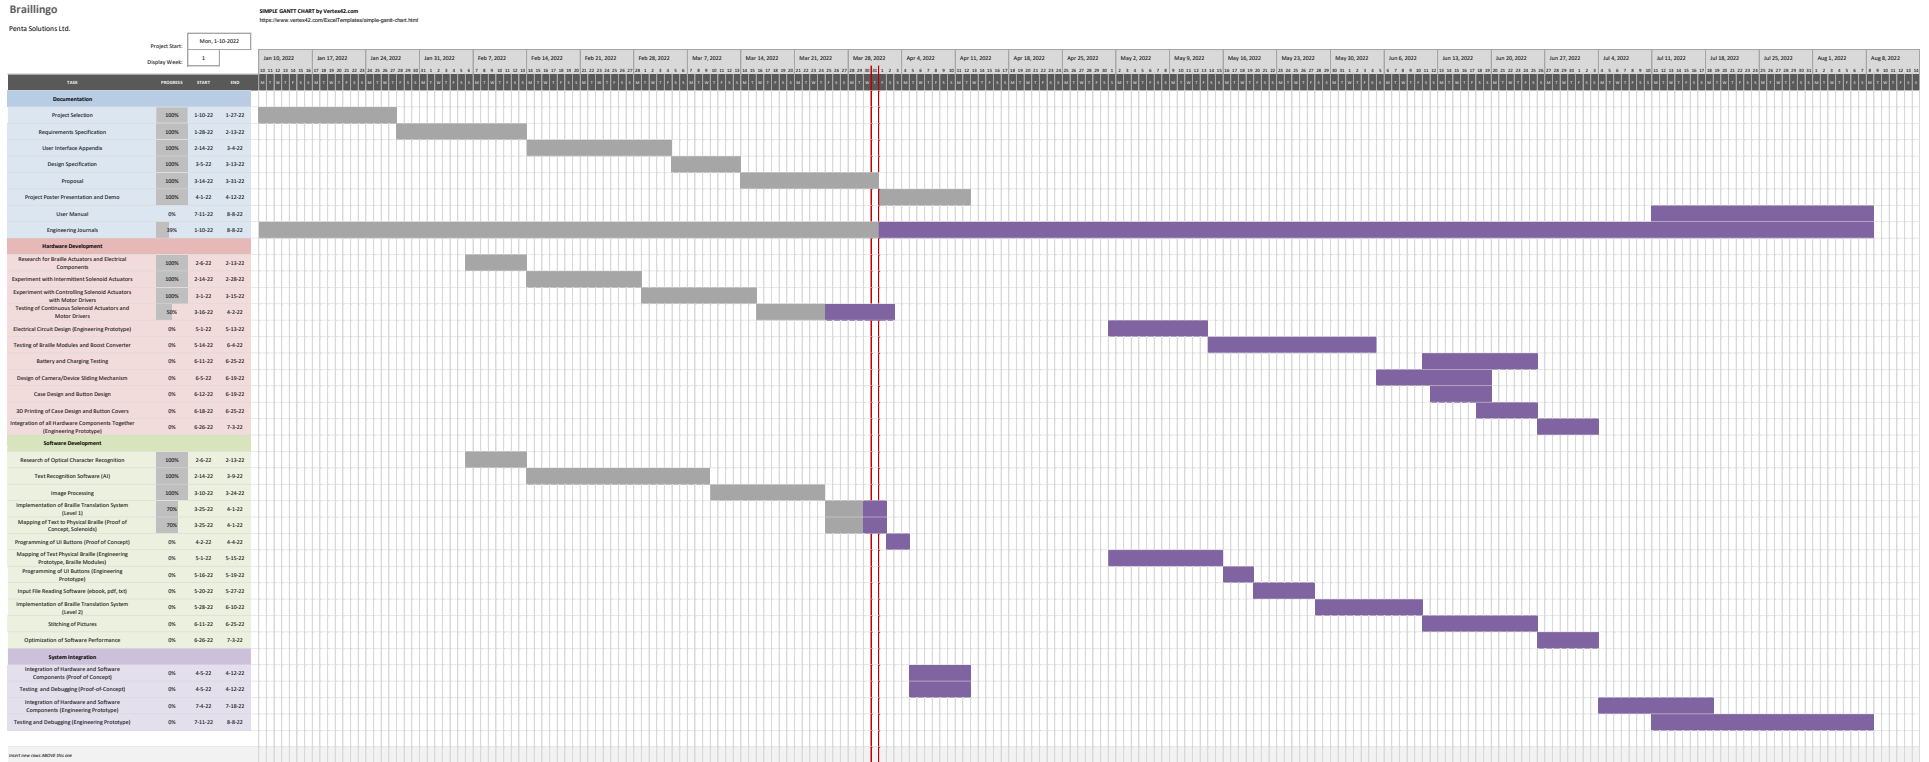 Braillingo
SIMPLE GANTT CHART by Vertex42.com
https://www.vertex42.com/ExcelTemplates/simple-gantt-chart.html
Penta Solutions Ltd.
Project Start: Mon, 1-10-2022
Display Week: 1
Jan 10, 2022 Jan 17, 2022 Jan 24, 2022 Jan 31, 2022 Feb 7, 2022 Feb 14, 2022 Feb 21, 2022 Feb 28, 2022 Mar 7, 2022 Mar 14, 2022 Mar 21, 2022 Mar 28, 2022 Apr 4, 2022 Apr 11, 2022 Apr 18, 2022 Apr 25, 2022 May 2, 2022 May 9, 2022 May 16, 2022 May 23, 2022 May 30, 2022 Jun 6, 2022 Jun 13, 2022 Jun 20, 2022 Jun 27, 2022 Jul 4, 2022 Jul 11, 2022 Jul 18, 2022 Jul 25, 2022 Aug 1, 2022 Aug 8, 2022
TASK PROGRESS START END
Documentation
Project Selection 100% 1-10-22 1-27-22
Requirements Specification 100% 1-28-22 2-13-22
User Interface Appendix 100% 2-14-22 3-4-22
Design Specification 100% 3-5-22 3-13-22
Proposal 100% 3-14-22 3-31-22
Project Poster Presentation and Demo 100% 4-1-22 4-12-22
User Manual 0% 7-11-22 8-8-22
Engineering Journals 39% 1-10-22 8-8-22
Hardware Development
Research for Braille Actuators and Electrical
Components 100% 2-6-22 2-13-22
Experiment with Intermittent Solenoid Actuators 100% 2-14-22 2-28-22
Experiment with Controlling Solenoid Actuators
with Motor Drivers 100% 3-1-22 3-15-22
Testing of Continuous Solenoid Actuators and
Motor Drivers 50% 3-16-22 4-2-22
Electrical Circuit Design (Engineering Prototype) 0% 5-1-22 5-13-22
Testing of Braille Modules and Boost Converter 0% 5-14-22 6-4-22
Battery and Charging Testing 0% 6-11-22 6-25-22
Design of Camera/Device Sliding Mechanism 0% 6-5-22 6-19-22
Case Design and Button Design 0% 6-12-22 6-19-22
3D Printing of Case Design and Button Covers 0% 6-18-22 6-25-22
Integration of all Hardware Components Together
(Engineering Prototype) 0% 6-26-22 7-3-22
Software Development
Research of Optical Character Recognition 100% 2-6-22 2-13-22
Text Recognition Software (AI) 100% 2-14-22 3-9-22
Image Processing 100% 3-10-22 3-24-22
Implementation of Braille Translation System
(Level 1) 70% 3-25-22 4-1-22
Mapping of Text to Physical Braille (Proof of
Concept, Solenoids) 70% 3-25-22 4-1-22
Programming of UI Buttons (Proof of Concept) 0% 4-2-22 4-4-22
Mapping of Text Physical Braille (Engineering
Prototype, Braille Modules) 0% 5-1-22 5-15-22
Programming of UI Buttons (Engineering
Prototype) 0% 5-16-22 5-19-22
Input File Reading Software (ebook, pdf, txt) 0% 5-20-22 5-27-22
Implementation of Braille Translation System
(Level 2) 0% 5-28-22 6-10-22
Stitching of Pictures 0% 6-11-22 6-25-22
Optimization of Software Performance 0% 6-26-22 7-3-22
System Integration
Integration of Hardware and Software
Components (Proof of Concept) 0% 4-5-22 4-12-22
Testing and Debugging (Proof-of-Concept) 0% 4-5-22 4-12-22
Integration of Hardware and Software
Components (Engineering Prototype) 0% 7-4-22 7-18-22
Testing and Debugging (Engineering Prototype) 0% 7-11-22 8-8-22
Insert new rows ABOVE this one